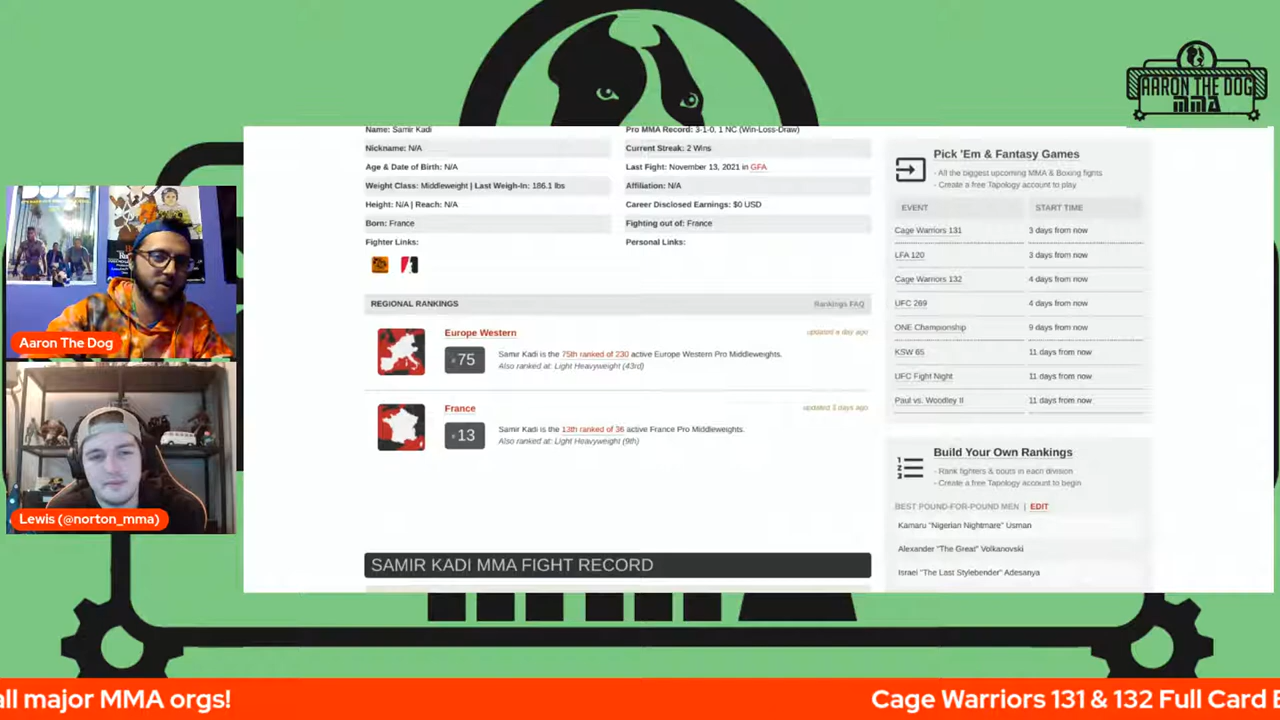 AARON THE DOG
MMA
Name: Samir Kadi
Pro MMA Record: 3-1-0, 1 NC (Win-Loss-Draw)
Nickname: N/A
Current Streak: 2 Wins
Age & Date of Birth: N/A
Last Fight: November 13, 2021 in GFA
Weight Class: Middleweight | Last Weigh-In: 186.1 lbs
Affiliation: N/A
Height: N/A | Reach: N/A
Career Disclosed Earnings: $0 USD
Born: France
Fighting out of: France
Fighter Links:
Personal Links:
REGIONAL RANKINGS
Rankings FAQ
Europe Western
updated a day ago
#75
Samir Kadi is the 75th ranked of 230 active Europe Western Pro Middleweights.
Also ranked at: Light Heavyweight (43rd)
France
updated 3 days ago
#13
Samir Kadi is the 13th ranked of 36 active France Pro Middleweights.
Also ranked at: Light Heavyweight (9th)
SAMIR KADI MMA FIGHT RECORD
Pick 'Em & Fantasy Games
- All the biggest upcoming MMA & Boxing fights
- Create a free Tapology account to play
EVENT START TIME
Cage Warriors 131 3 days from now
LFA 120 3 days from now
Cage Warriors 132 4 days from now
UFC 269 4 days from now
ONE Championship 9 days from now
KSW 65 11 days from now
UFC Fight Night 11 days from now
Paul vs. Woodley II 11 days from now
Build Your Own Rankings
- Rank fighters & bouts in each division
- Create a free Tapology account to begin
BEST POUND-FOR-POUND MEN | EDIT
Kamaru "Nigerian Nightmare" Usman
Alexander "The Great" Volkanovski
Israel "The Last Stylebender" Adesanya
Aaron The Dog
Lewis (@norton_mma)
all major MMA orgs!
Cage Warriors 131 & 132 Full Card